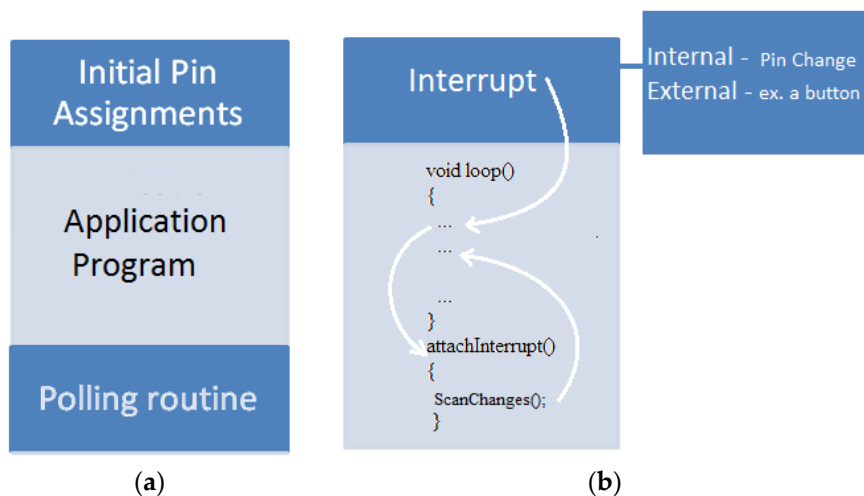 Initial Pin
Assignments
Application
Program
Polling routine
(a)
Interrupt
Internal - Pin Change
External - ex. a button
void loop()
{
...
...
...
}
attachInterrupt()
{
ScanChanges();
}
(b)